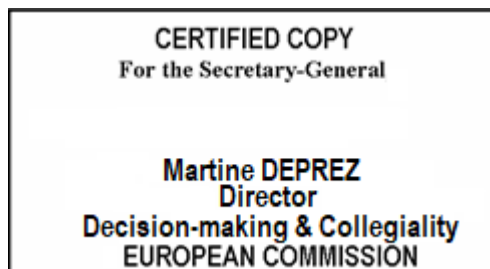 CERTIFIED COPY
For the Secretary-General
Martine DEPREZ
Director
Decision-making & Collegiality
EUROPEAN COMMISSION